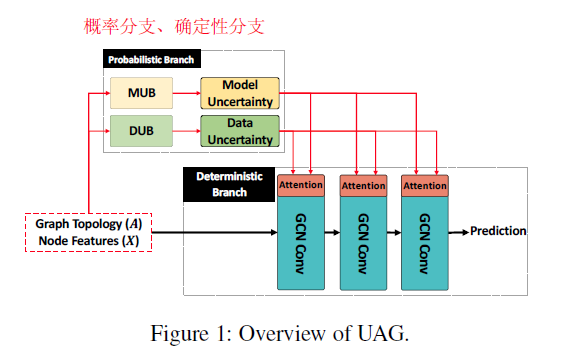 概率分支、确定性分支
Probabilistic Branch
MUB
Model
Uncertainty
DUB
Data
Uncertainty
Deterministic
Branch
Attention
Attention
Attention
Graph Topology (A)
Node Features (X)
GCN Conv
GCN Conv
GCN Conv
Prediction
Figure 1: Overview of UAG.